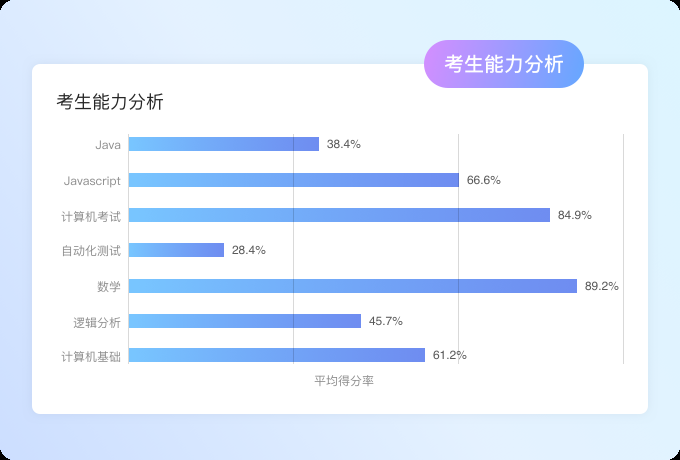 考生能力分析
考生能力分析
Java 38.4%
Javascript 66.6%
计算机考试 84.9%
自动化测试 28.4%
数学 89.2%
逻辑分析 45.7%
计算机基础 61.2%
平均得分率